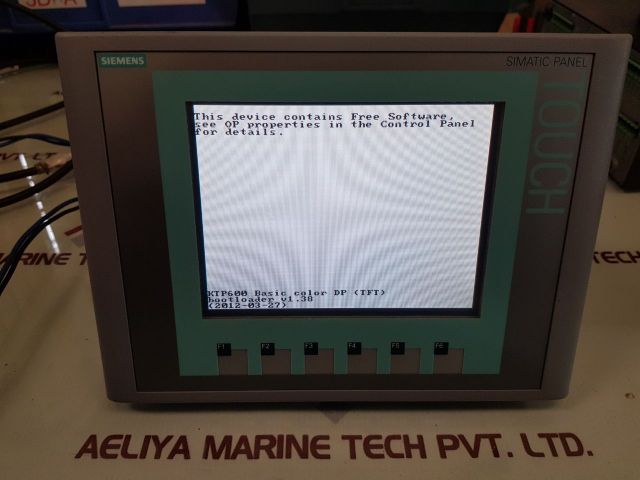 SIEMENS
SIMATIC PANEL
TOUCH
This device contains Free Software,
see OP properties in the Control Panel
for details.
KTP600 Basic color DP (TFT)
bootloader v1.38
(2012-03-27)
F1 F2 F3 F4 F5 F6
AELIYA MARINE TECH PVT. LTD.